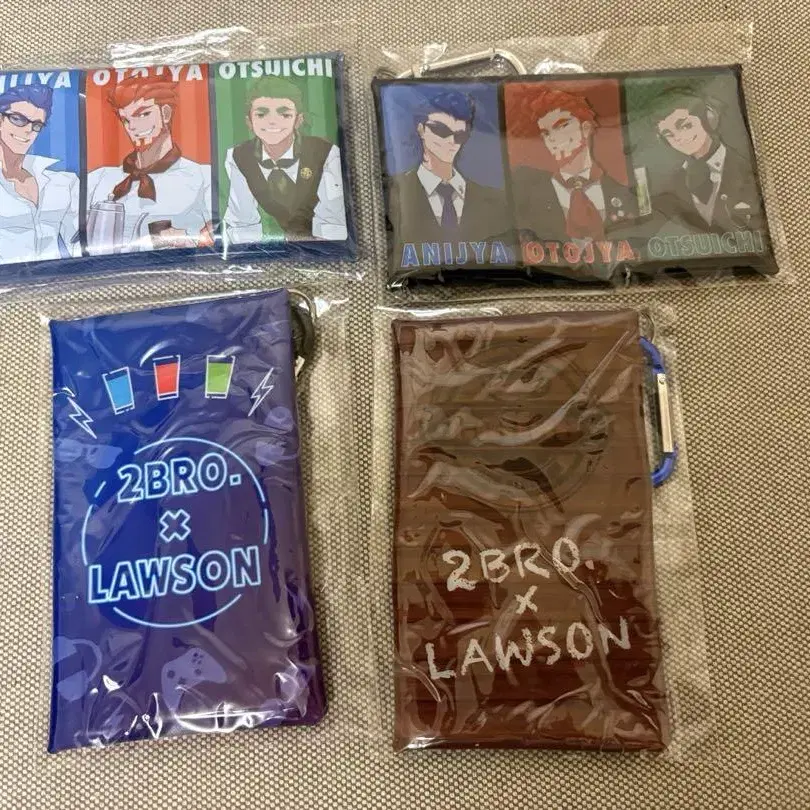 ANIJYA OTOJYA OTSUICHI
ANIJYA OTOJYA OTSUICHI
2BRO.
×
LAWSON
2BRO.
×
LAWSON